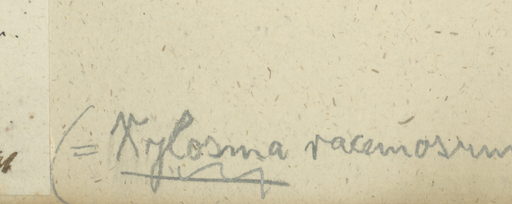 (= Xylosma racemosum